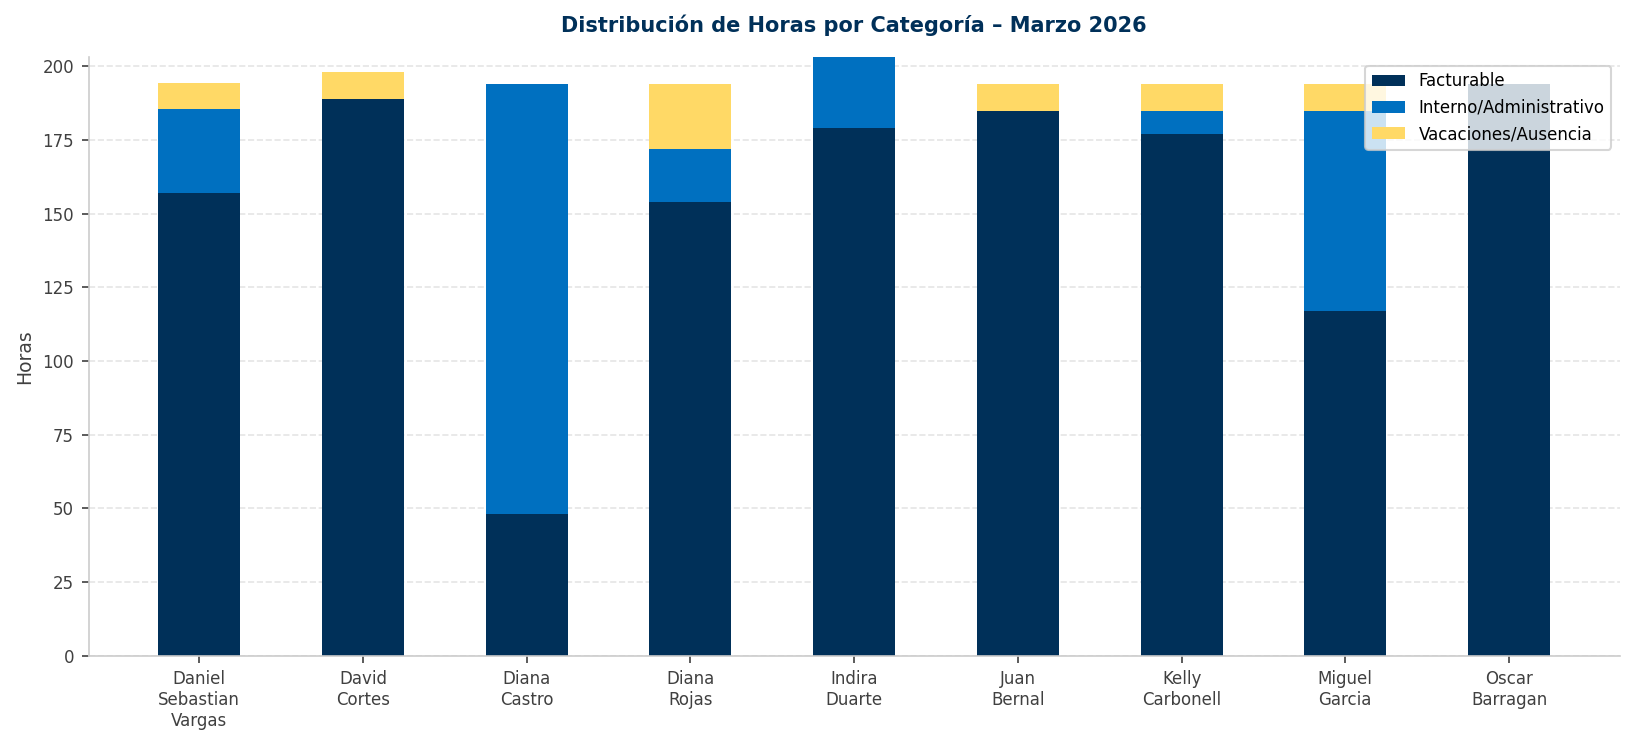 Distribución de Horas por Categoría – Marzo 2026
Facturable
Interno/Administrativo
Vacaciones/Ausencia
Horas
200
175
150
125
100
75
50
25
0
Daniel
Sebastian
Vargas
David
Cortes
Diana
Castro
Diana
Rojas
Indira
Duarte
Juan
Bernal
Kelly
Carbonell
Miguel
Garcia
Oscar
Barragan